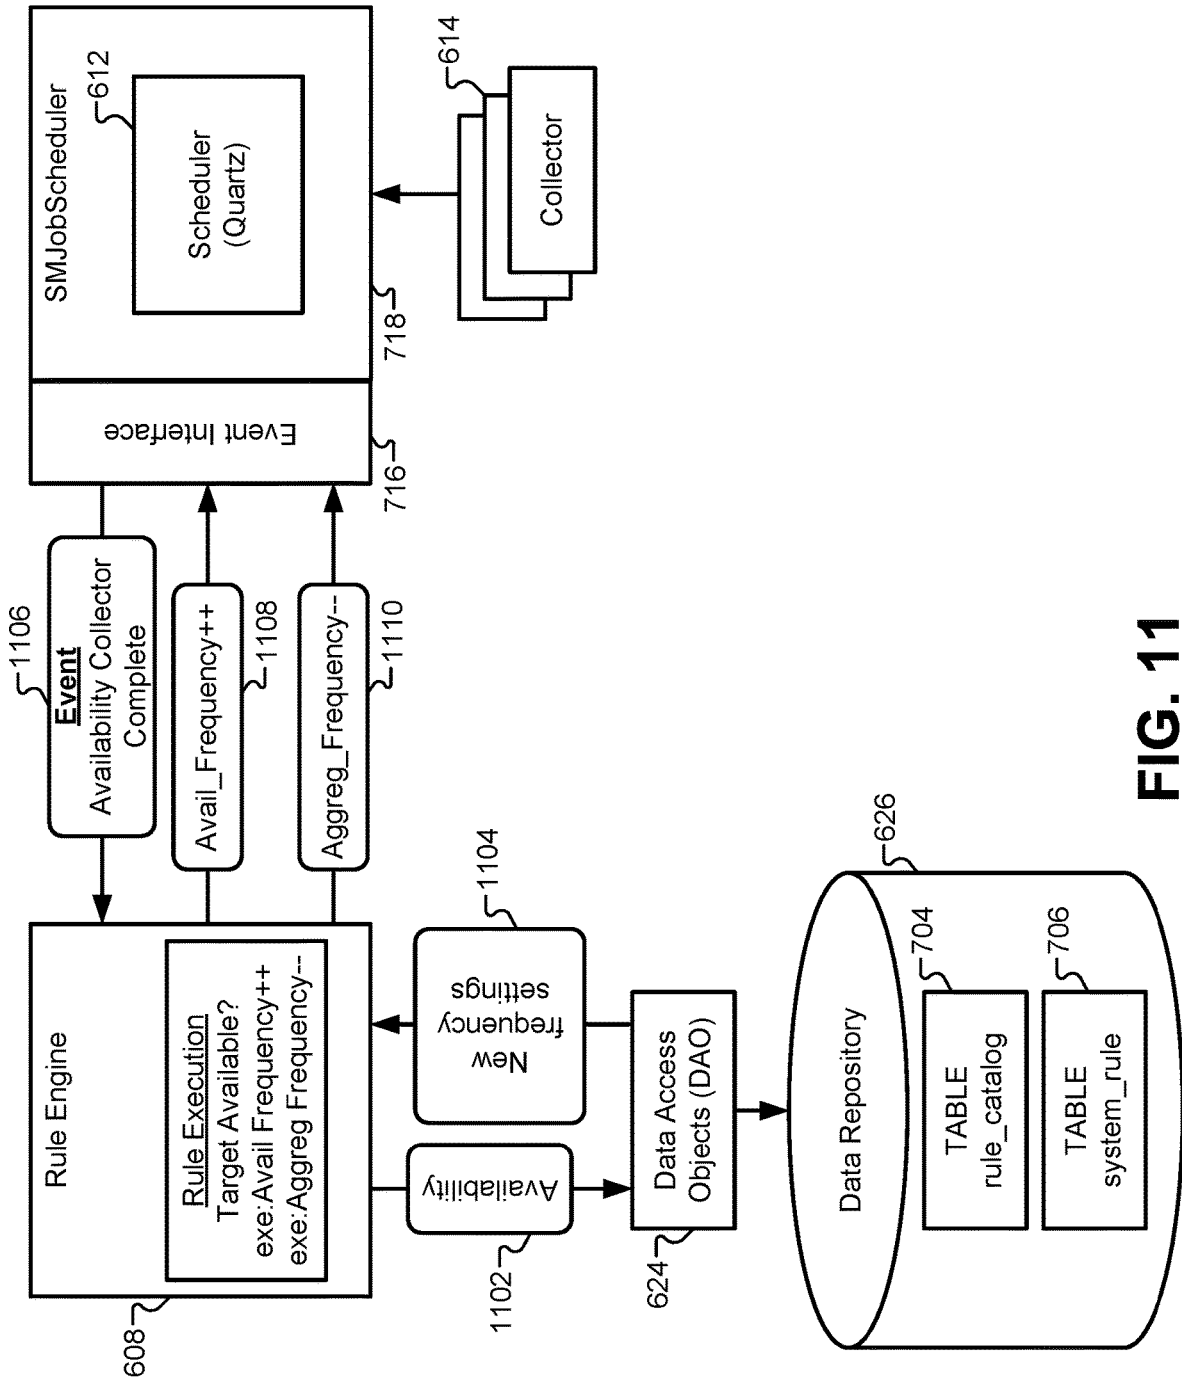 Rule Engine
608
Rule Execution
Target Available?
exe:Avail Frequency++
exe:Aggreg Frequency--
1106
Event
Availability Collector
Complete
Avail_Frequency++
1108
Aggreg_Frequency--
1110
Event Interface
716
SMJobScheduler
718
Scheduler
(Quartz)
612
614
Collector
Availability
1102
New
frequency
settings
1104
Data Access
Objects (DAO)
624
Data Repository
626
TABLE
rule_catalog
704
TABLE
system_rule
706
FIG. 11